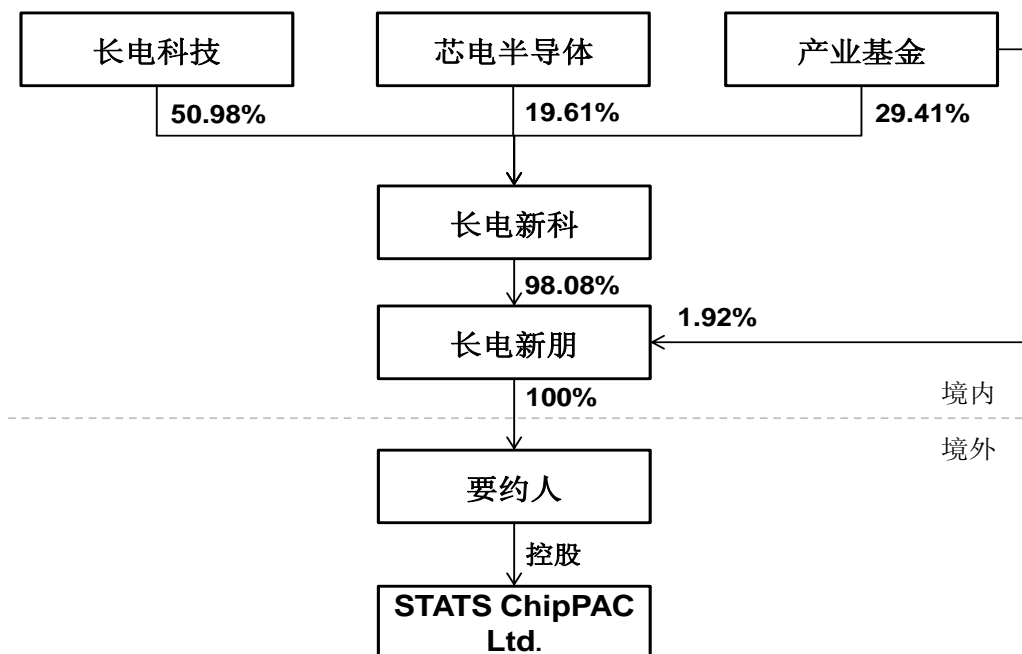 长电科技
芯电半导体
产业基金
50.98%
19.61%
29.41%
长电新科
98.08%
1.92%
长电新朋
100%
境内
境外
要约人
控股
STATS ChipPAC
Ltd.